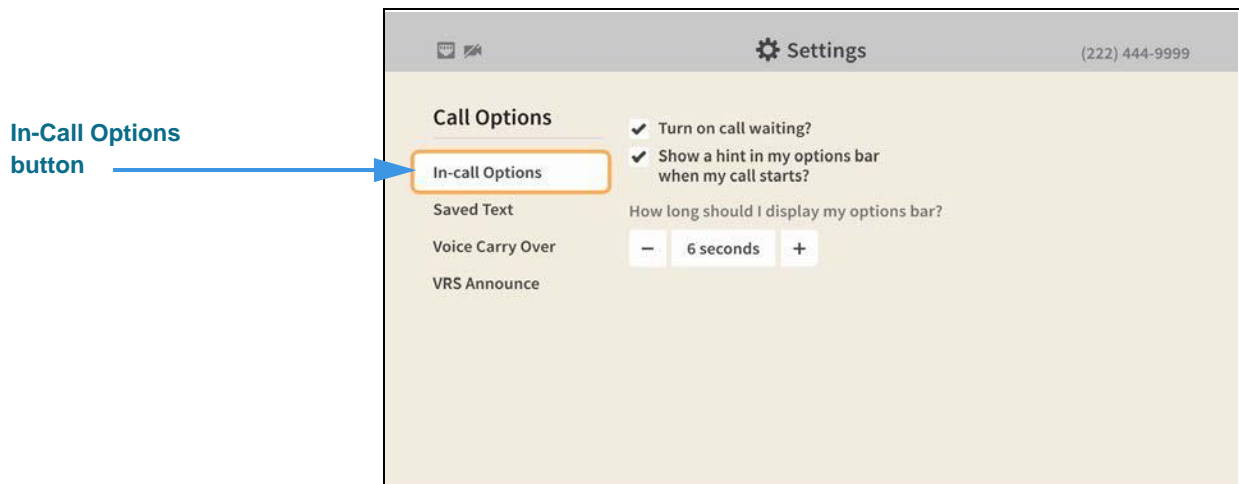 Settings
(222) 444-9999
In-Call Options
button
Call Options
In-call Options
Saved Text
Voice Carry Over
VRS Announce
Turn on call waiting?
Show a hint in my options bar
when my call starts?
How long should I display my options bar?
− 6 seconds +